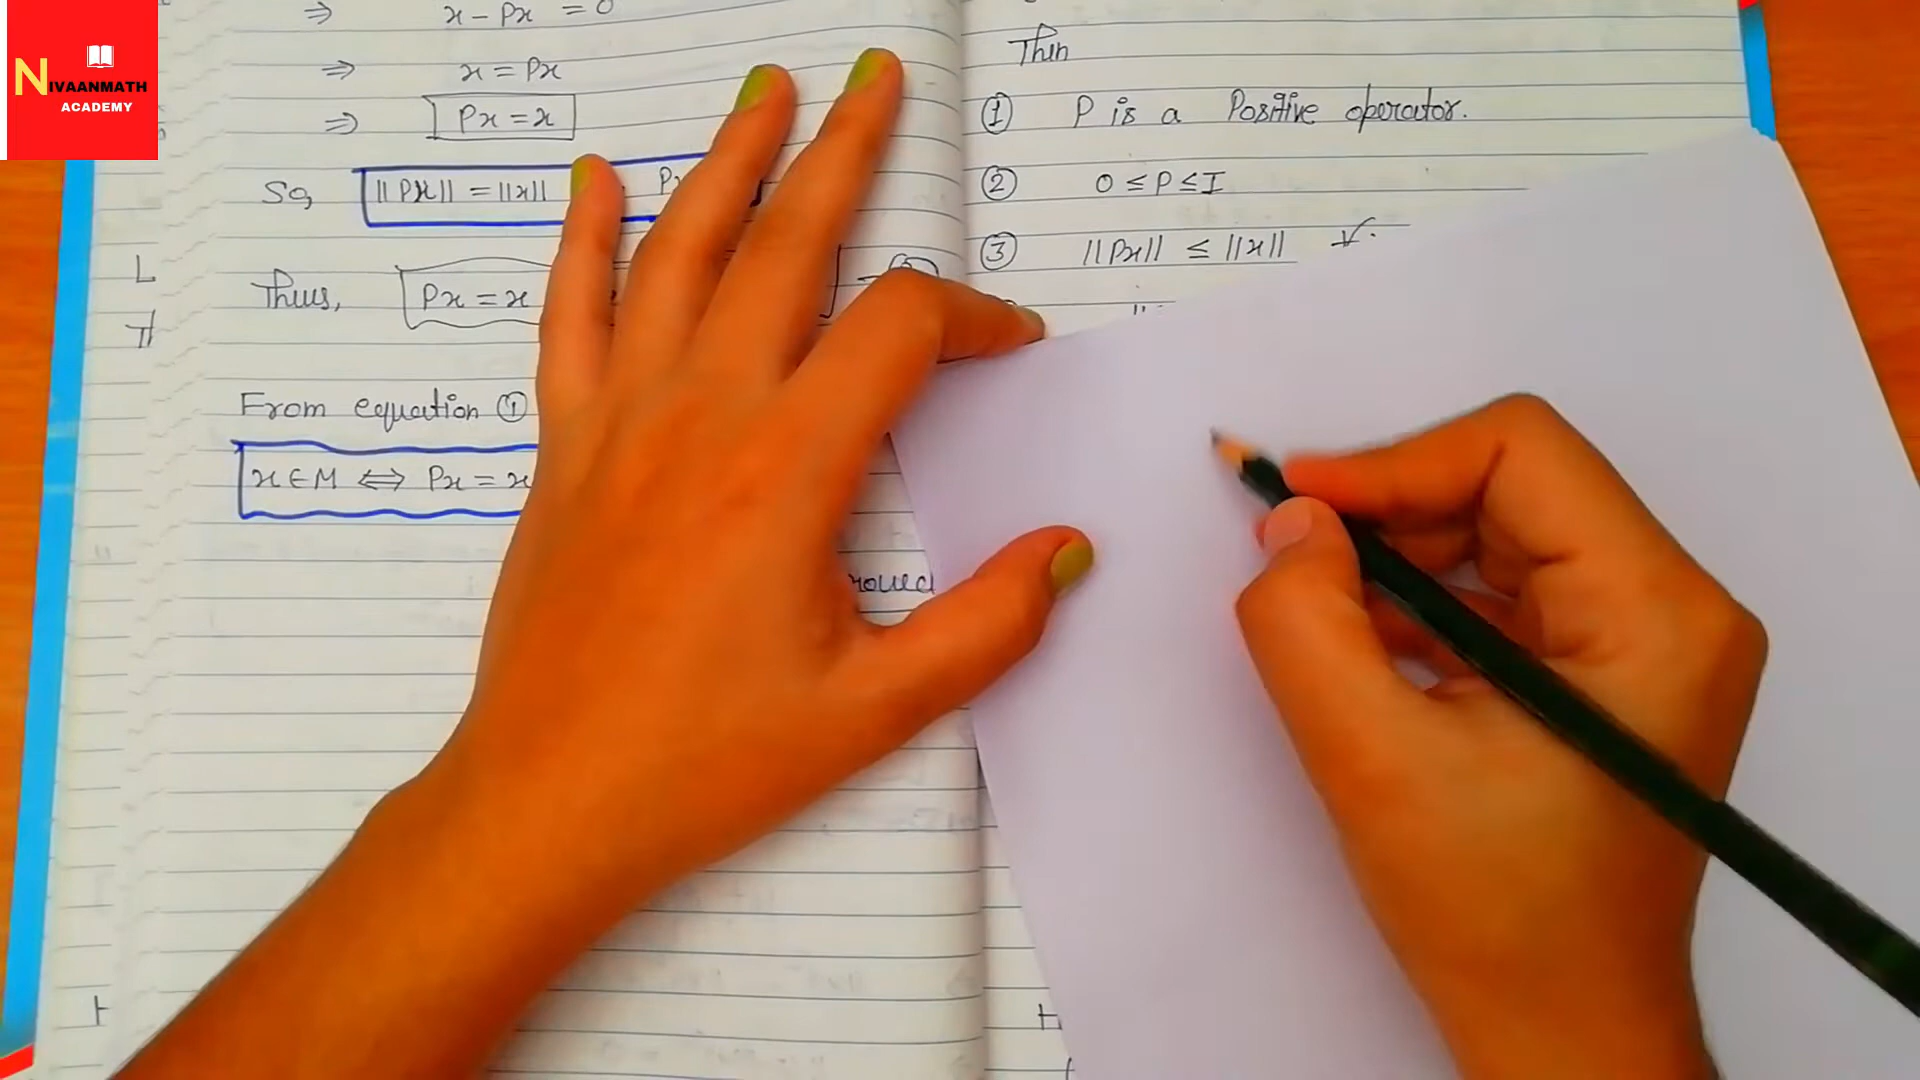 NIVAANMATH
ACADEMY
⇒ x - Px = 0
⇒ x = Px
⇒ Px = x
So, ||Px|| = ||x||
Thus, Px = x
From equation ①
x ∈ M ⇔ Px = x
Then
① P is a Positive operator.
② 0 ≤ P ≤ I
③ ||Px|| ≤ ||x||